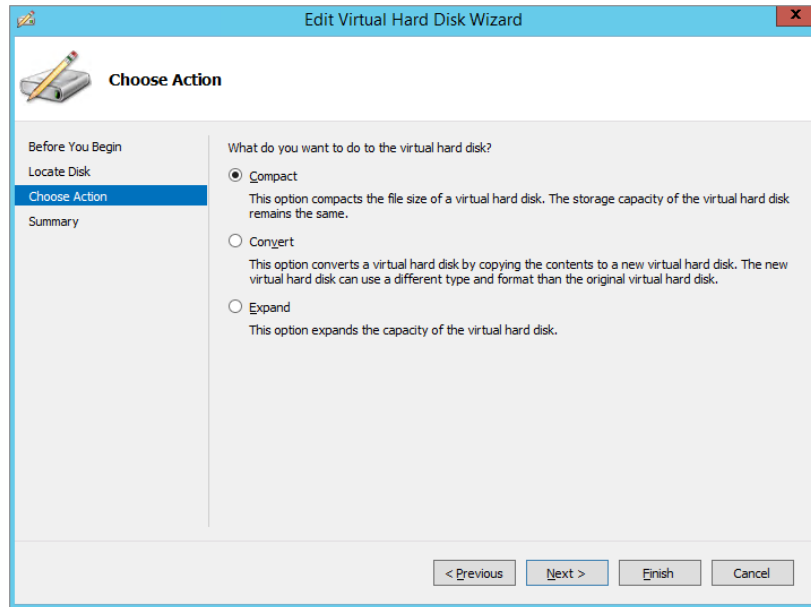 Edit Virtual Hard Disk Wizard
x
Choose Action
Before You Begin
Locate Disk
Choose Action
Summary
What do you want to do to the virtual hard disk?
Compact
This option compacts the file size of a virtual hard disk. The storage capacity of the virtual hard disk
remains the same.
Convert
This option converts a virtual hard disk by copying the contents to a new virtual hard disk. The new
virtual hard disk can use a different type and format than the original virtual hard disk.
Expand
This option expands the capacity of the virtual hard disk.
< Previous
Next >
Finish
Cancel